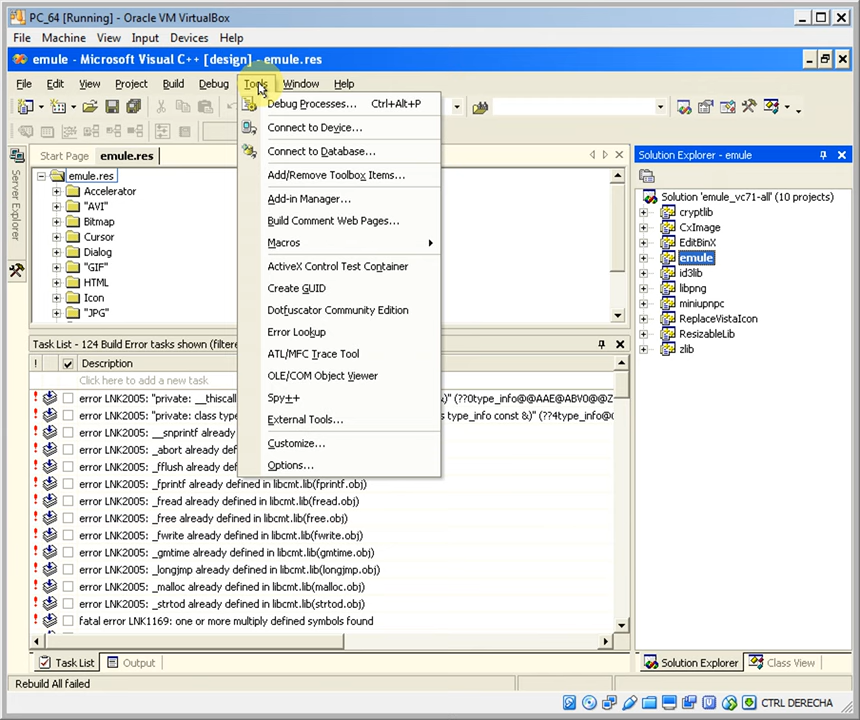 PC_64 [Running] - Oracle VM VirtualBox
File Machine View Input Devices Help
emule - Microsoft Visual C++ [design] - emule.res
File Edit View Project Build Debug Tools Window Help
Debug Processes... Ctrl+Alt+P
Connect to Device...
Connect to Database...
Add/Remove Toolbox Items...
Add-in Manager...
Build Comment Web Pages...
Macros
ActiveX Control Test Container
Create GUID
Dotfuscator Community Edition
Error Lookup
ATL/MFC Trace Tool
OLE/COM Object Viewer
Spy++
External Tools...
Customize...
Options...
Server Explorer
Start Page emule.res
emule.res
Accelerator
"AVI"
Bitmap
Cursor
Dialog
"GIF"
HTML
Icon
"JPG"
Solution Explorer - emule
Solution 'emule_vc71-all' (10 projects)
cryptlib
CxImage
EditBinX
emule
id3lib
libpng
miniupnpc
ReplaceVistaIcon
ResizableLib
zlib
Task List - 124 Build Error tasks shown (filtere
! Description
Click here to add a new task
error LNK2005: "private: __thiscall &)" (??0type_info@@AAE@ABV0@@Z
error LNK2005: "private: class type s type_info const &)" (??4type_info@
error LNK2005: __snprintf already
error LNK2005: _abort already d
error LNK2005: _fflush already d
error LNK2005: _fprintf already defined in libcmt.lib(fprintf.obj)
error LNK2005: _fread already defined in libcmt.lib(fread.obj)
error LNK2005: _free already defined in libcmt.lib(free.obj)
error LNK2005: _fwrite already defined in libcmt.lib(fwrite.obj)
error LNK2005: _gmtime already defined in libcmt.lib(gmtime.obj)
error LNK2005: _longjmp already defined in libcmt.lib(longjmp.obj)
error LNK2005: _malloc already defined in libcmt.lib(malloc.obj)
error LNK2005: _strtod already defined in libcmt.lib(strtod.obj)
fatal error LNK1169: one or more multiply defined symbols found
Task List Output
Solution Explorer Class View
Rebuild All failed
CTRL DERECHA